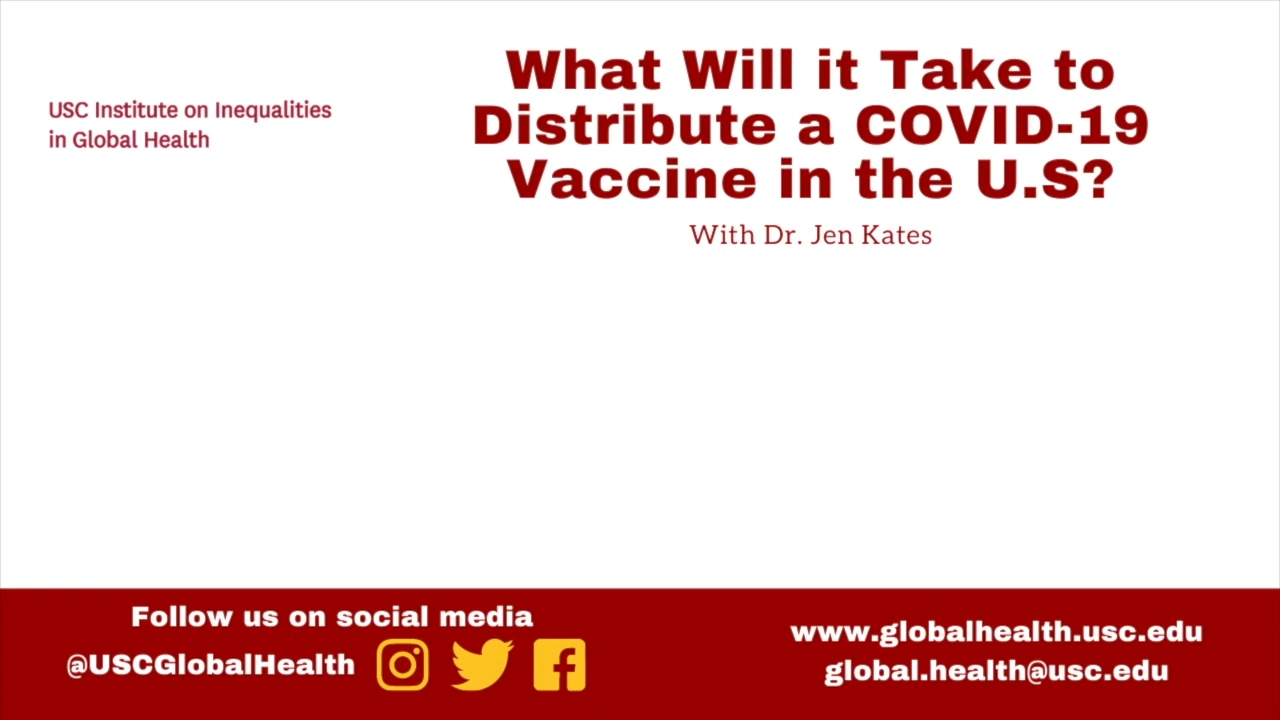 USC Institute on Inequalities
in Global Health
What Will it Take to
Distribute a COVID-19
Vaccine in the U.S?
With Dr. Jen Kates
Follow us on social media
@USCGlobalHealth
www.globalhealth.usc.edu
global.health@usc.edu